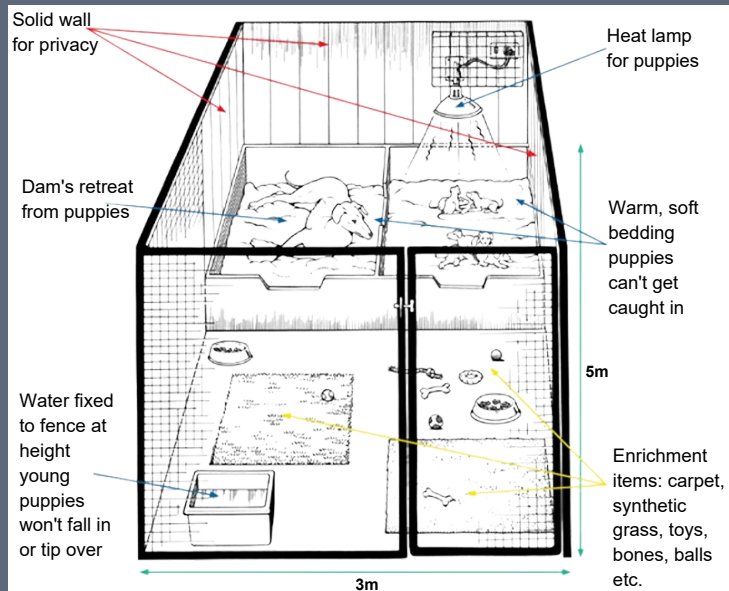 Solid wall
for privacy
Heat lamp
for puppies
Dam's retreat
from puppies
Warm, soft
bedding
puppies
can't get
caught in
5m
Water fixed
to fence at
height
young
puppies
won't fall in
or tip over
Enrichment
items: carpet,
synthetic
grass, toys,
bones, balls
etc.
3m